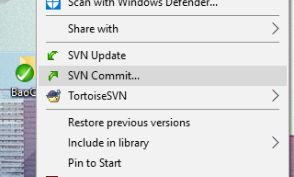 Scan with Windows Defender...
Share with
SVN Update
SVN Commit...
TortoiseSVN
BaoC
Restore previous versions
Include in library
Pin to Start